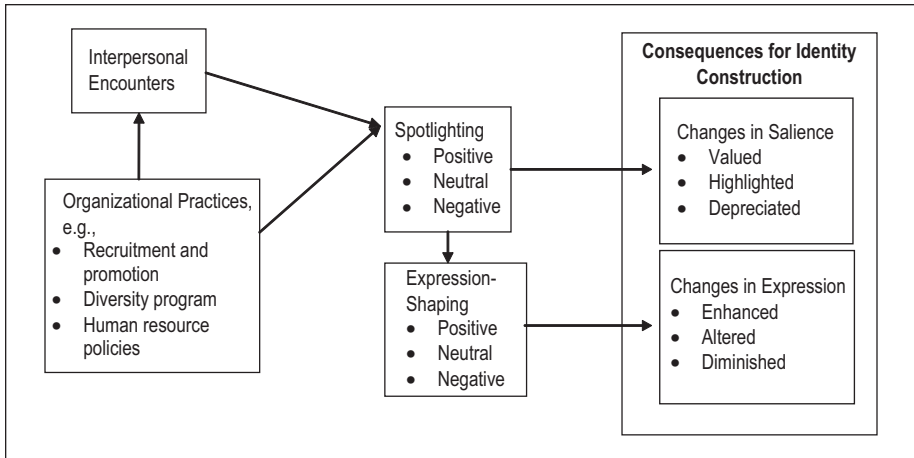 Interpersonal
Encounters
Organizational Practices,
e.g.,
● Recruitment and
promotion
● Diversity program
● Human resource
policies
Spotlighting
● Positive
● Neutral
● Negative
Expression-
Shaping
● Positive
● Neutral
● Negative
Consequences for Identity
Construction
Changes in Salience
● Valued
● Highlighted
● Depreciated
Changes in Expression
● Enhanced
● Altered
● Diminished